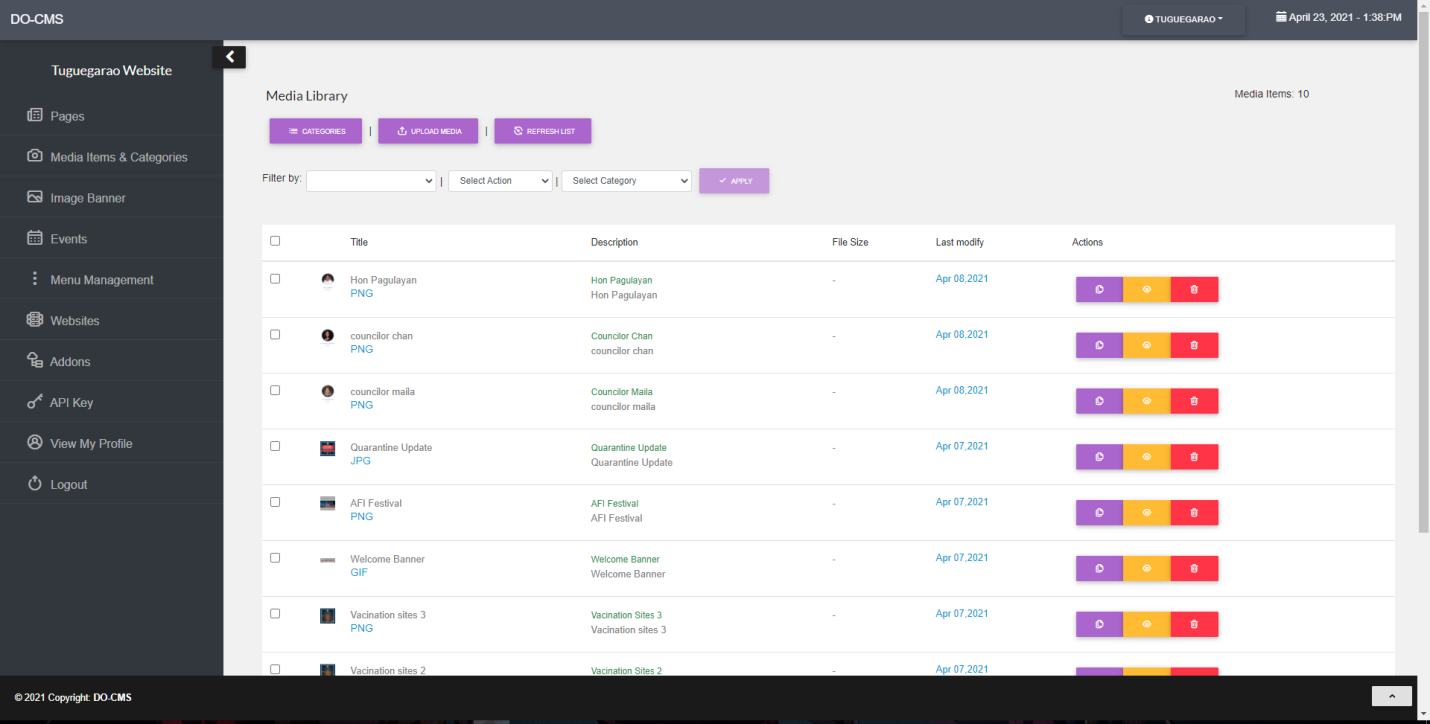 DO-CMS
TUGUEGARAO
April 23, 2021 - 1:38:PM
Tuguegarao Website
Pages
Media Items & Categories
Image Banner
Events
Menu Management
Websites
Addons
API Key
View My Profile
Logout
Media Library
Media Items: 10
CATEGORIES | UPLOAD MEDIA | REFRESH LIST
Filter by: | Select Action | Select Category APPLY
Title Description File Size Last modify Actions
Hon Pagulayan Hon Pagulayan - Apr 08,2021
PNG Hon Pagulayan
councilor chan Councilor Chan - Apr 08,2021
PNG councilor chan
councilor maila Councilor Maila - Apr 08,2021
PNG councilor maila
Quarantine Update Quarantine Update - Apr 07,2021
JPG Quarantine Update
AFI Festival AFI Festival - Apr 07,2021
PNG AFI Festival
Welcome Banner Welcome Banner - Apr 07,2021
GIF Welcome Banner
Vacination sites 3 Vacination Sites 3 - Apr 07,2021
PNG Vacination sites 3
Vacination sites 2 Vacination Sites 2 - Apr 07,2021
© 2021 Copyright: DO-CMS